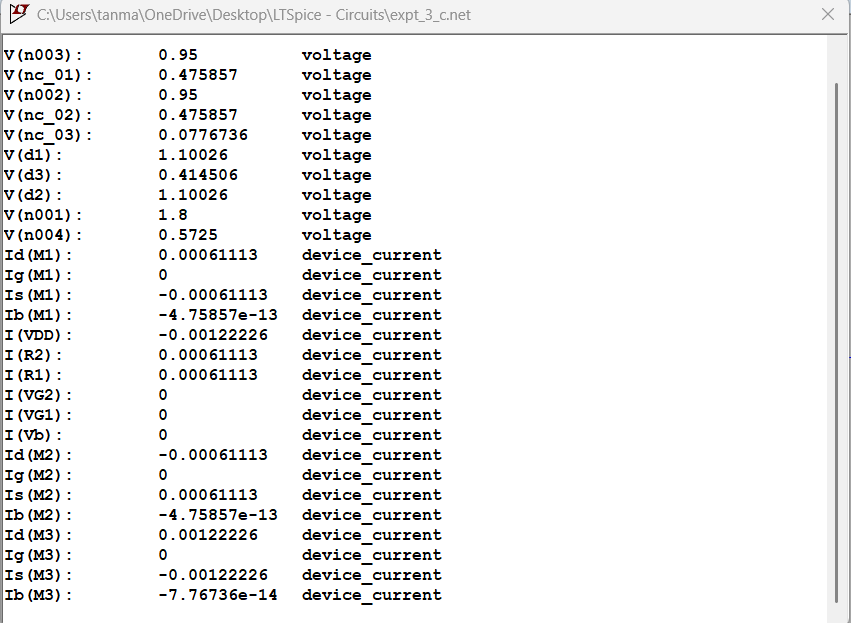 C:\Users\tanma\OneDrive\Desktop\LTSpice - Circuits\expt_3_c.net
V(n003): 0.95 voltage
V(nc_01): 0.475857 voltage
V(n002): 0.95 voltage
V(nc_02): 0.475857 voltage
V(nc_03): 0.0776736 voltage
V(d1): 1.10026 voltage
V(d3): 0.414506 voltage
V(d2): 1.10026 voltage
V(n001): 1.8 voltage
V(n004): 0.5725 voltage
Id(M1): 0.00061113 device_current
Ig(M1): 0 device_current
Is(M1): -0.00061113 device_current
Ib(M1): -4.75857e-13 device_current
I(VDD): -0.00122226 device_current
I(R2): 0.00061113 device_current
I(R1): 0.00061113 device_current
I(VG2): 0 device_current
I(VG1): 0 device_current
I(Vb): 0 device_current
Id(M2): -0.00061113 device_current
Ig(M2): 0 device_current
Is(M2): 0.00061113 device_current
Ib(M2): -4.75857e-13 device_current
Id(M3): 0.00122226 device_current
Ig(M3): 0 device_current
Is(M3): -0.00122226 device_current
Ib(M3): -7.76736e-14 device_current